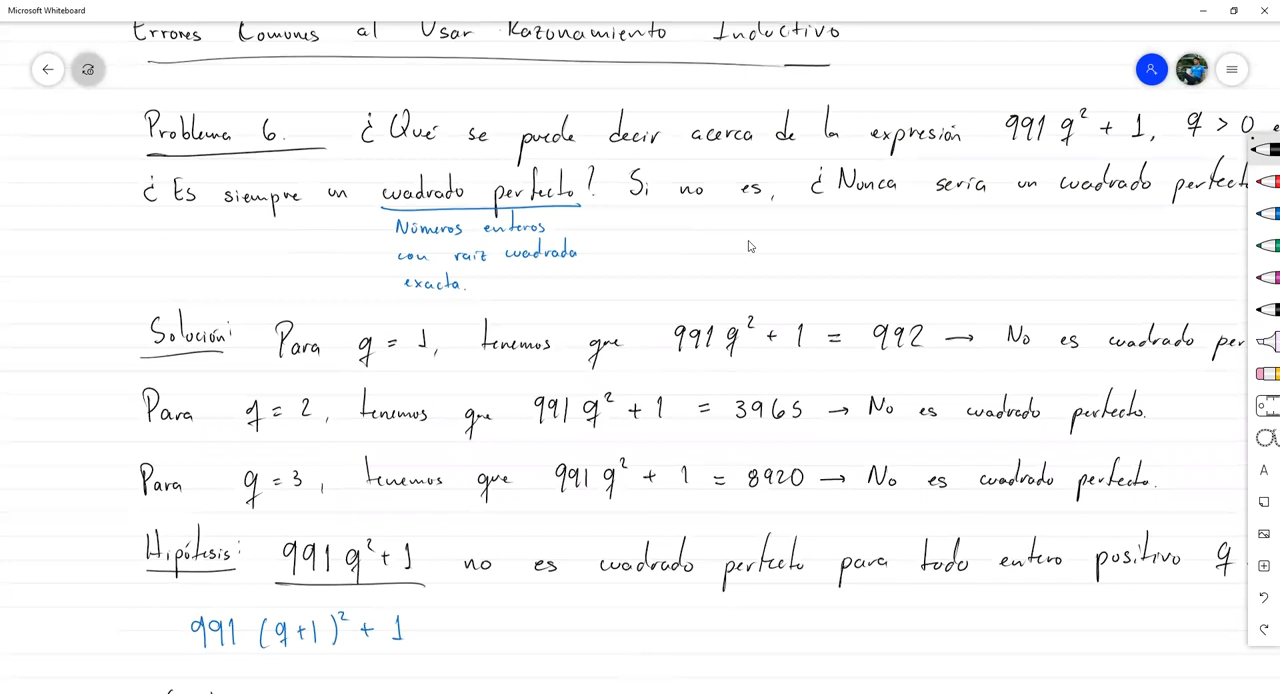 Microsoft Whiteboard
Errores Comunes al Usar Razonamiento Inductivo
Problema 6. ¿Qué se puede decir acerca de la expresión 991 q² + 1, q > 0
¿Es siempre un cuadrado perfecto? Si no es, ¿Nunca sería un cuadrado perfect
Números enteros
con raíz cuadrada
exacta.
Solución: Para q = 1, tenemos que 991 q² + 1 = 992 → No es cuadrado per
Para q = 2, tenemos que 991 q² + 1 = 3965 → No es cuadrado perfecto.
Para q = 3, tenemos que 991 q² + 1 = 8920 → No es cuadrado perfecto.
Hipótesis: 991 q² + 1 no es cuadrado perfecto para todo entero positivo q
991 (q+1)² + 1